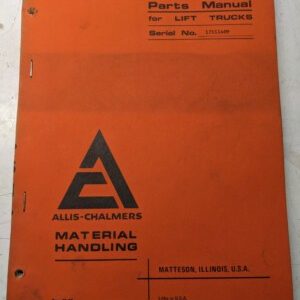 Parts Manual
for LIFT TRUCKS
Serial No.
ALLIS-CHALMERS
MATERIAL
HANDLING
MATTESON, ILLINOIS, U.S.A.